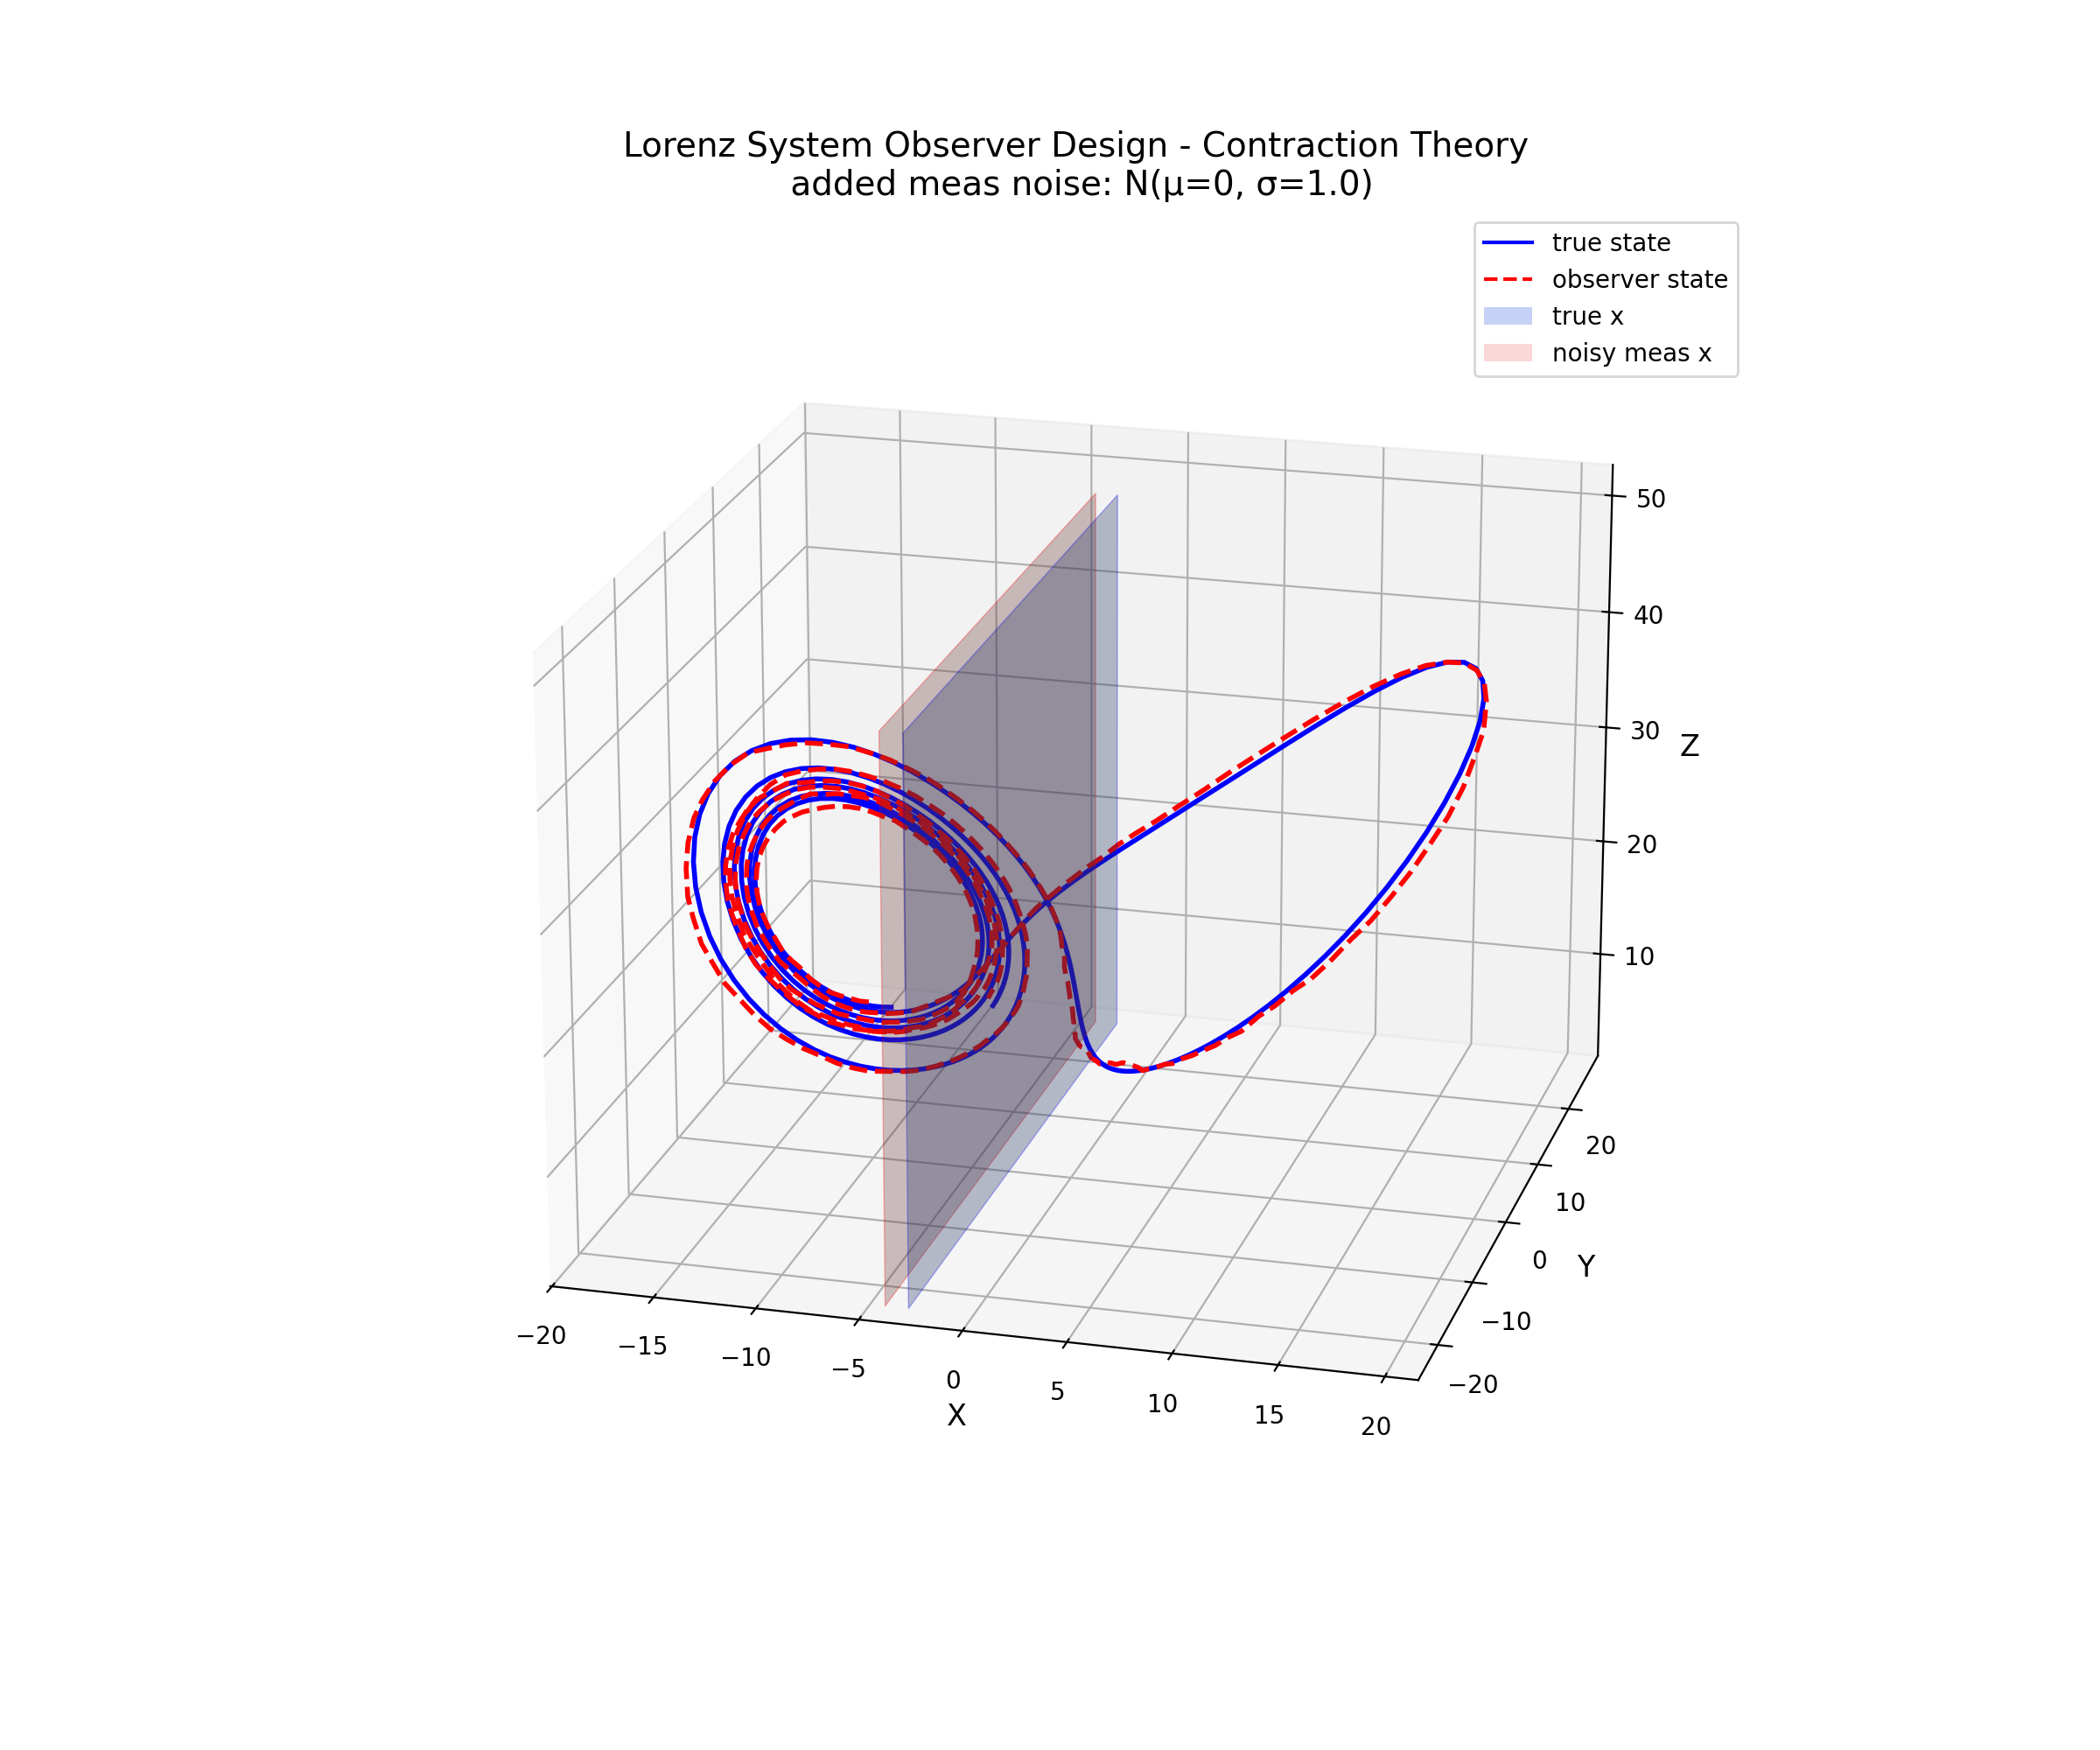 Lorenz System Observer Design - Contraction Theory
added meas noise: N(μ=0, σ=1.0)
true state
observer state
true x
noisy meas x
50
40
30
Z
20
10
20
10
0
Y
−10
−20
−20
−15
−10
−5
0
5
10
15
20
X